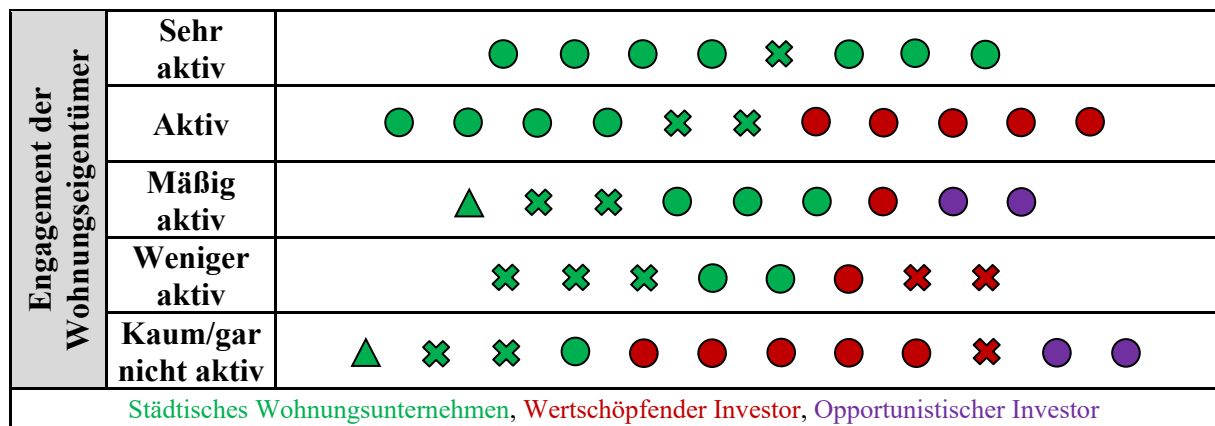 Engagement der
Wohnungseigentümer
Sehr
aktiv
Aktiv
Mäßig
aktiv
Weniger
aktiv
Kaum/gar
nicht aktiv
Städtisches Wohnungsunternehmen, Wertschöpfender Investor, Opportunistischer Investor